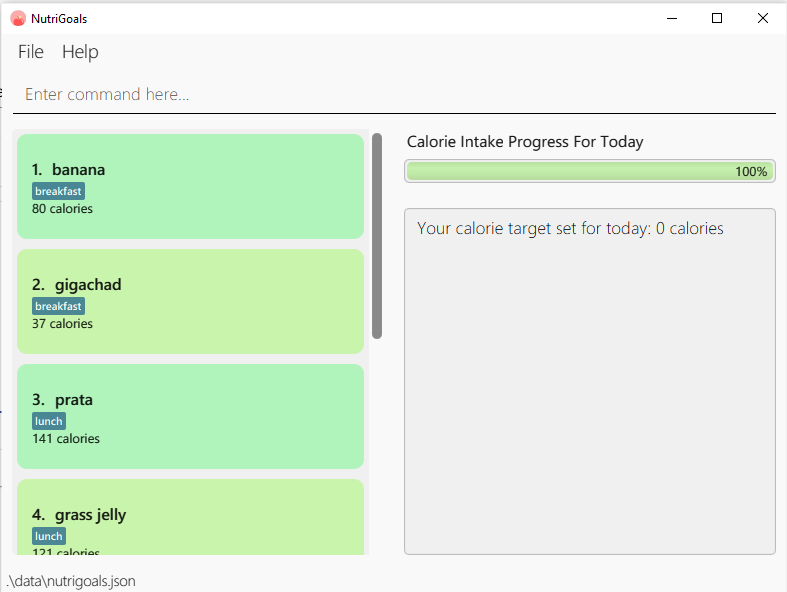 NutriGoals
File Help
Enter command here...
1. banana
breakfast
80 calories
2. gigachad
breakfast
37 calories
3. prata
lunch
141 calories
4. grass jelly
lunch
121 calories
Calorie Intake Progress For Today
100%
Your calorie target set for today: 0 calories
.\data\nutrigoals.json